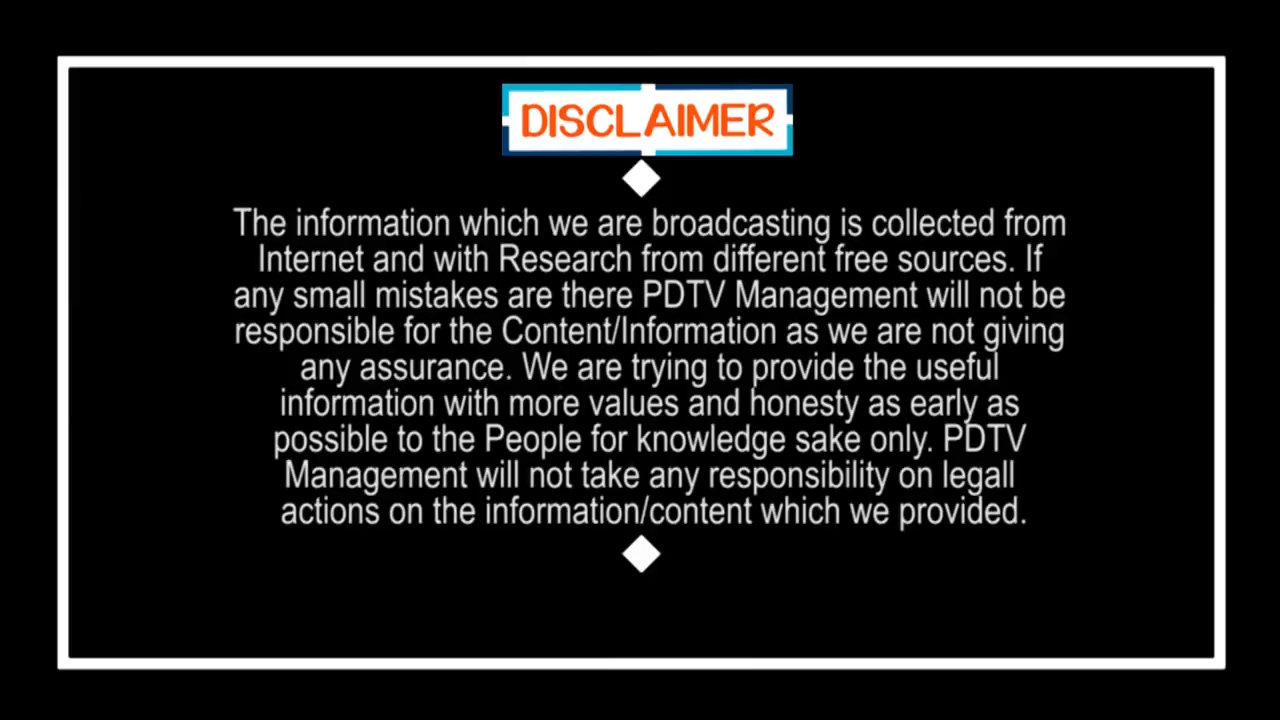 DISCLAIMER
The information which we are broadcasting is collected from
Internet and with Research from different free sources. If
any small mistakes are there PDTV Management will not be
responsible for the Content/Information as we are not giving
any assurance. We are trying to provide the useful
information with more values and honesty as early as
possible to the People for knowledge sake only. PDTV
Management will not take any responsibility on legall
actions on the information/content which we provided.